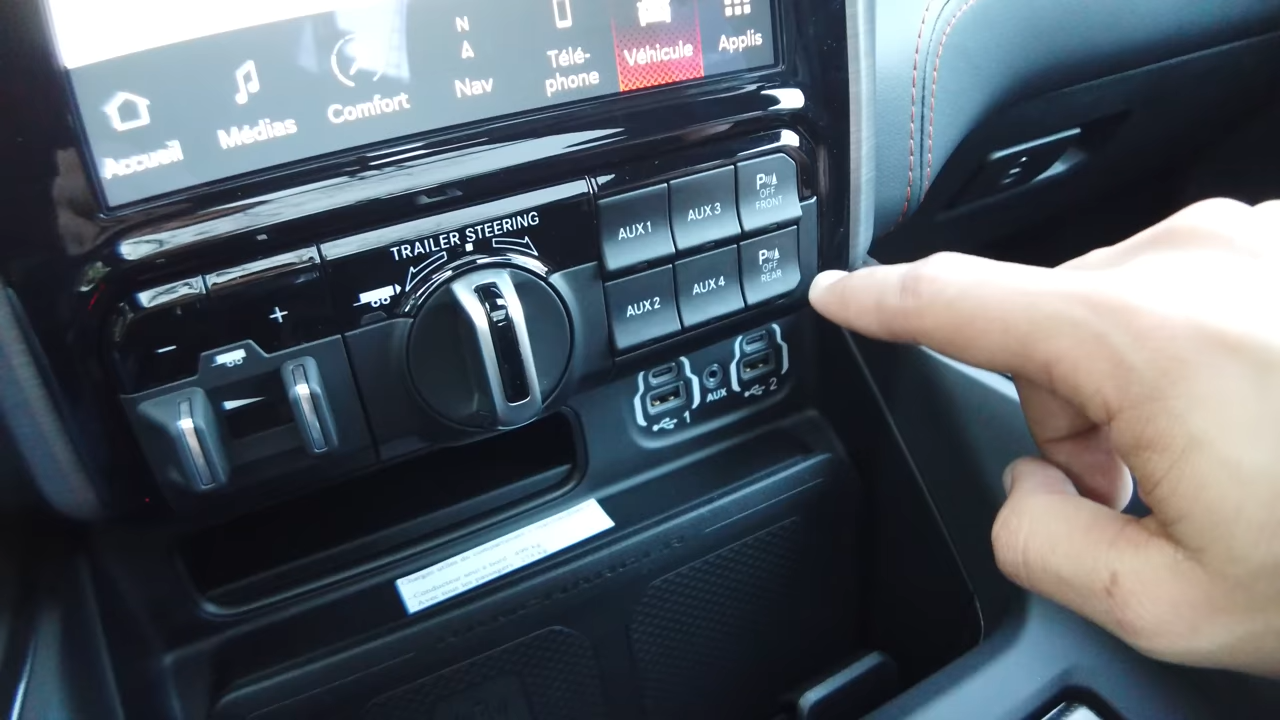 Accueil
Médias
Comfort
N
A
Nav
Télé-
phone
Véhicule
Applis
TRAILER STEERING
- +
AUX 1
AUX 2
AUX 3
AUX 4
P
OFF
FRONT
P
OFF
REAR
1
AUX
2